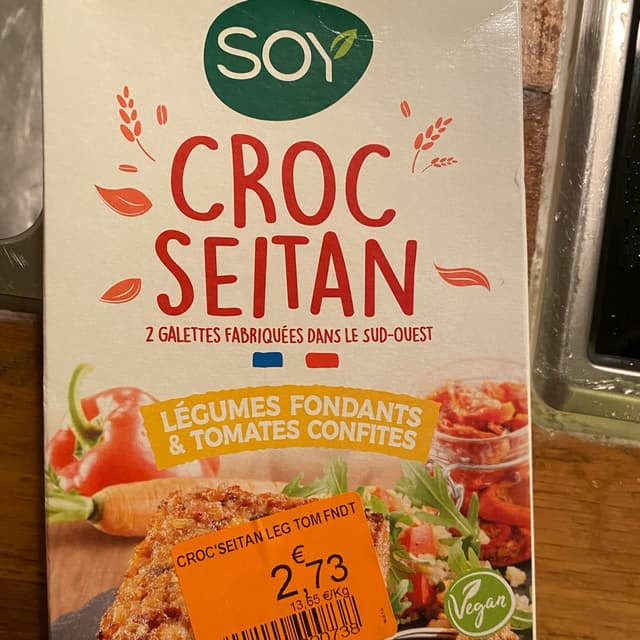 SOY
CROC
SEITAN
2 GALETTES FABRIQUÉES DANS LE SUD-OUEST
LÉGUMES FONDANTS
& TOMATES CONFITES
CROC'SEITAN LEG TOM FNDT
€
2,73
13,65 €/Kg
00738
Vegan